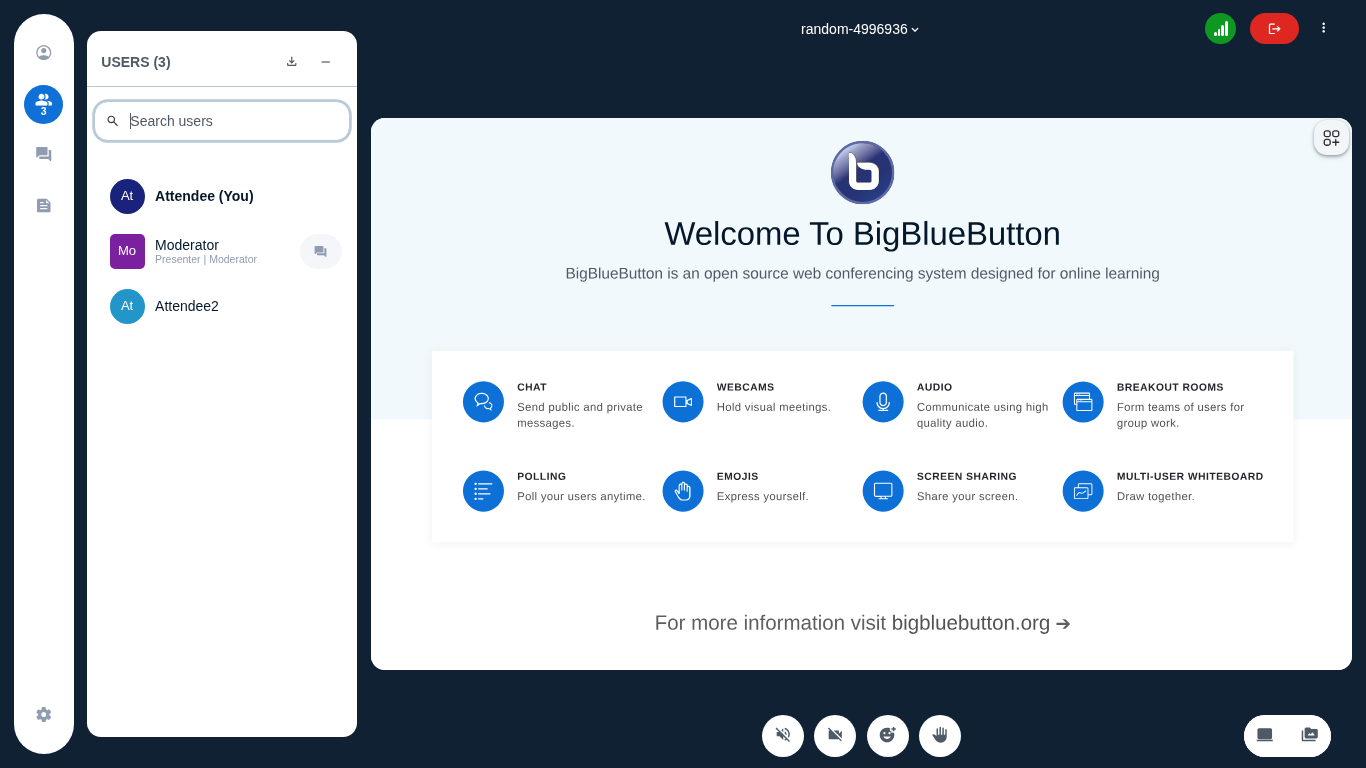 random-4996936
USERS (3)
3
Search users
At
Attendee (You)
Mo
Moderator
Presenter | Moderator
At
Attendee2
Welcome To BigBlueButton
BigBlueButton is an open source web conferencing system designed for online learning
CHAT
Send public and private
messages.
WEBCAMS
Hold visual meetings.
AUDIO
Communicate using high
quality audio.
BREAKOUT ROOMS
Form teams of users for
group work.
POLLING
Poll your users anytime.
EMOJIS
Express yourself.
SCREEN SHARING
Share your screen.
MULTI-USER WHITEBOARD
Draw together.
For more information visit bigbluebutton.org ➔